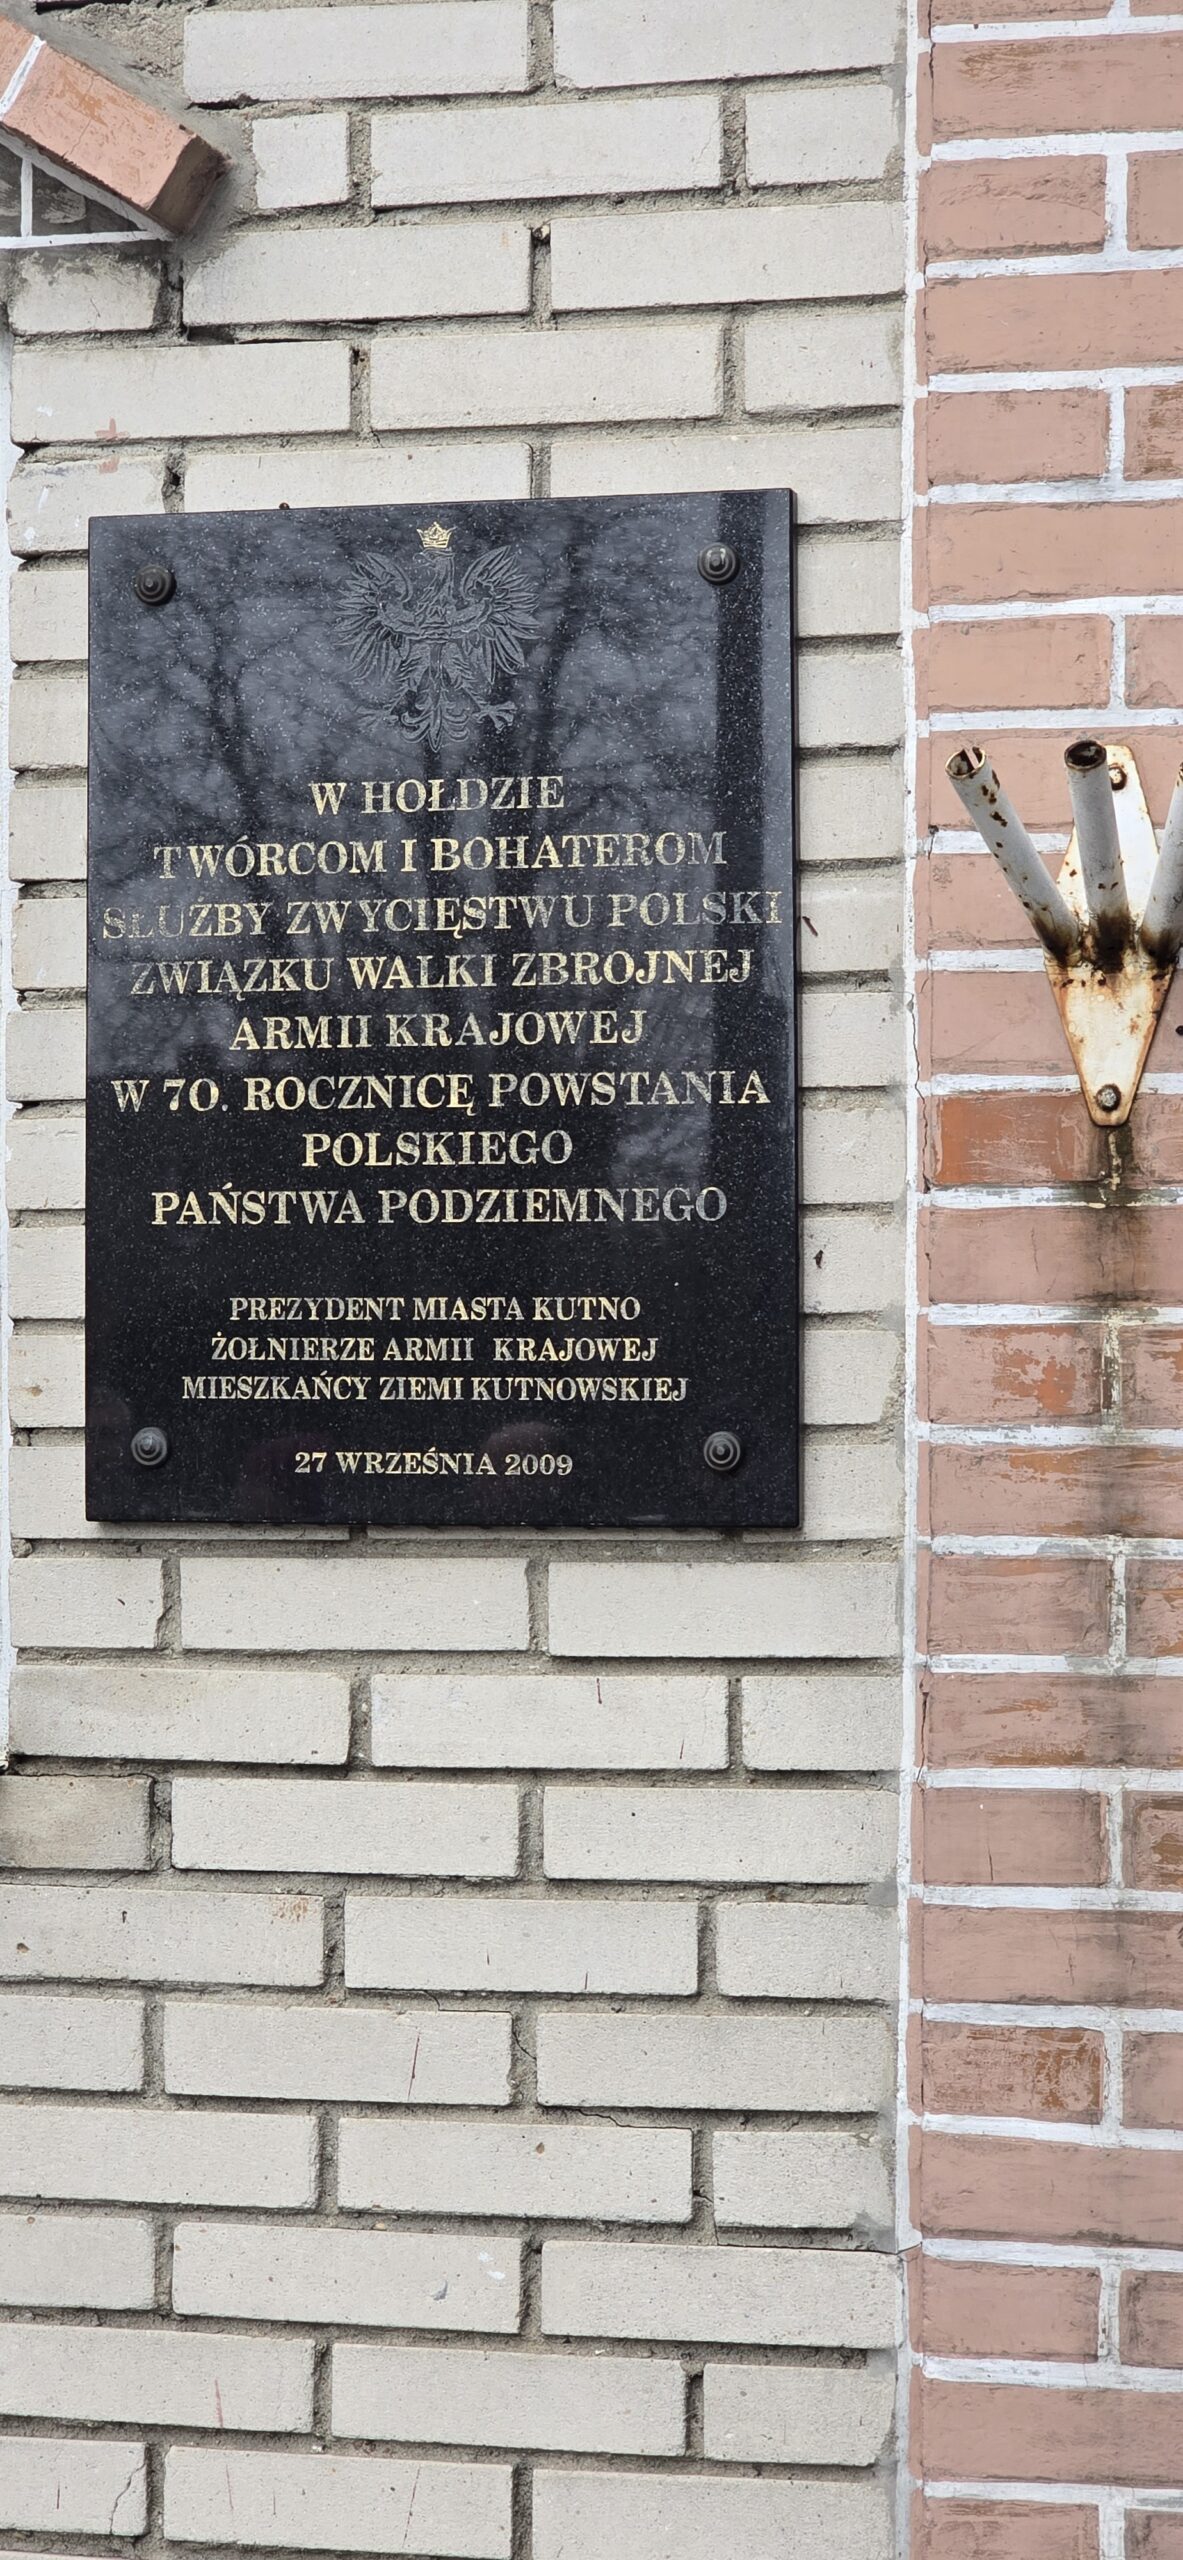 W HOŁDZIE
TWÓRCOM I BOHATEROM
SŁUŻBY ZWYCIĘSTWU POLSKI
ZWIĄZKU WALKI ZBROJNEJ
ARMII KRAJOWEJ
W 70. ROCZNICĘ POWSTANIA
POLSKIEGO
PAŃSTWA PODZIEMNEGO
PREZYDENT MIASTA KUTNO
ŻOŁNIERZE ARMII KRAJOWEJ
MIESZKAŃCY ZIEMI KUTNOWSKIEJ
27 WRZEŚNIA 2009